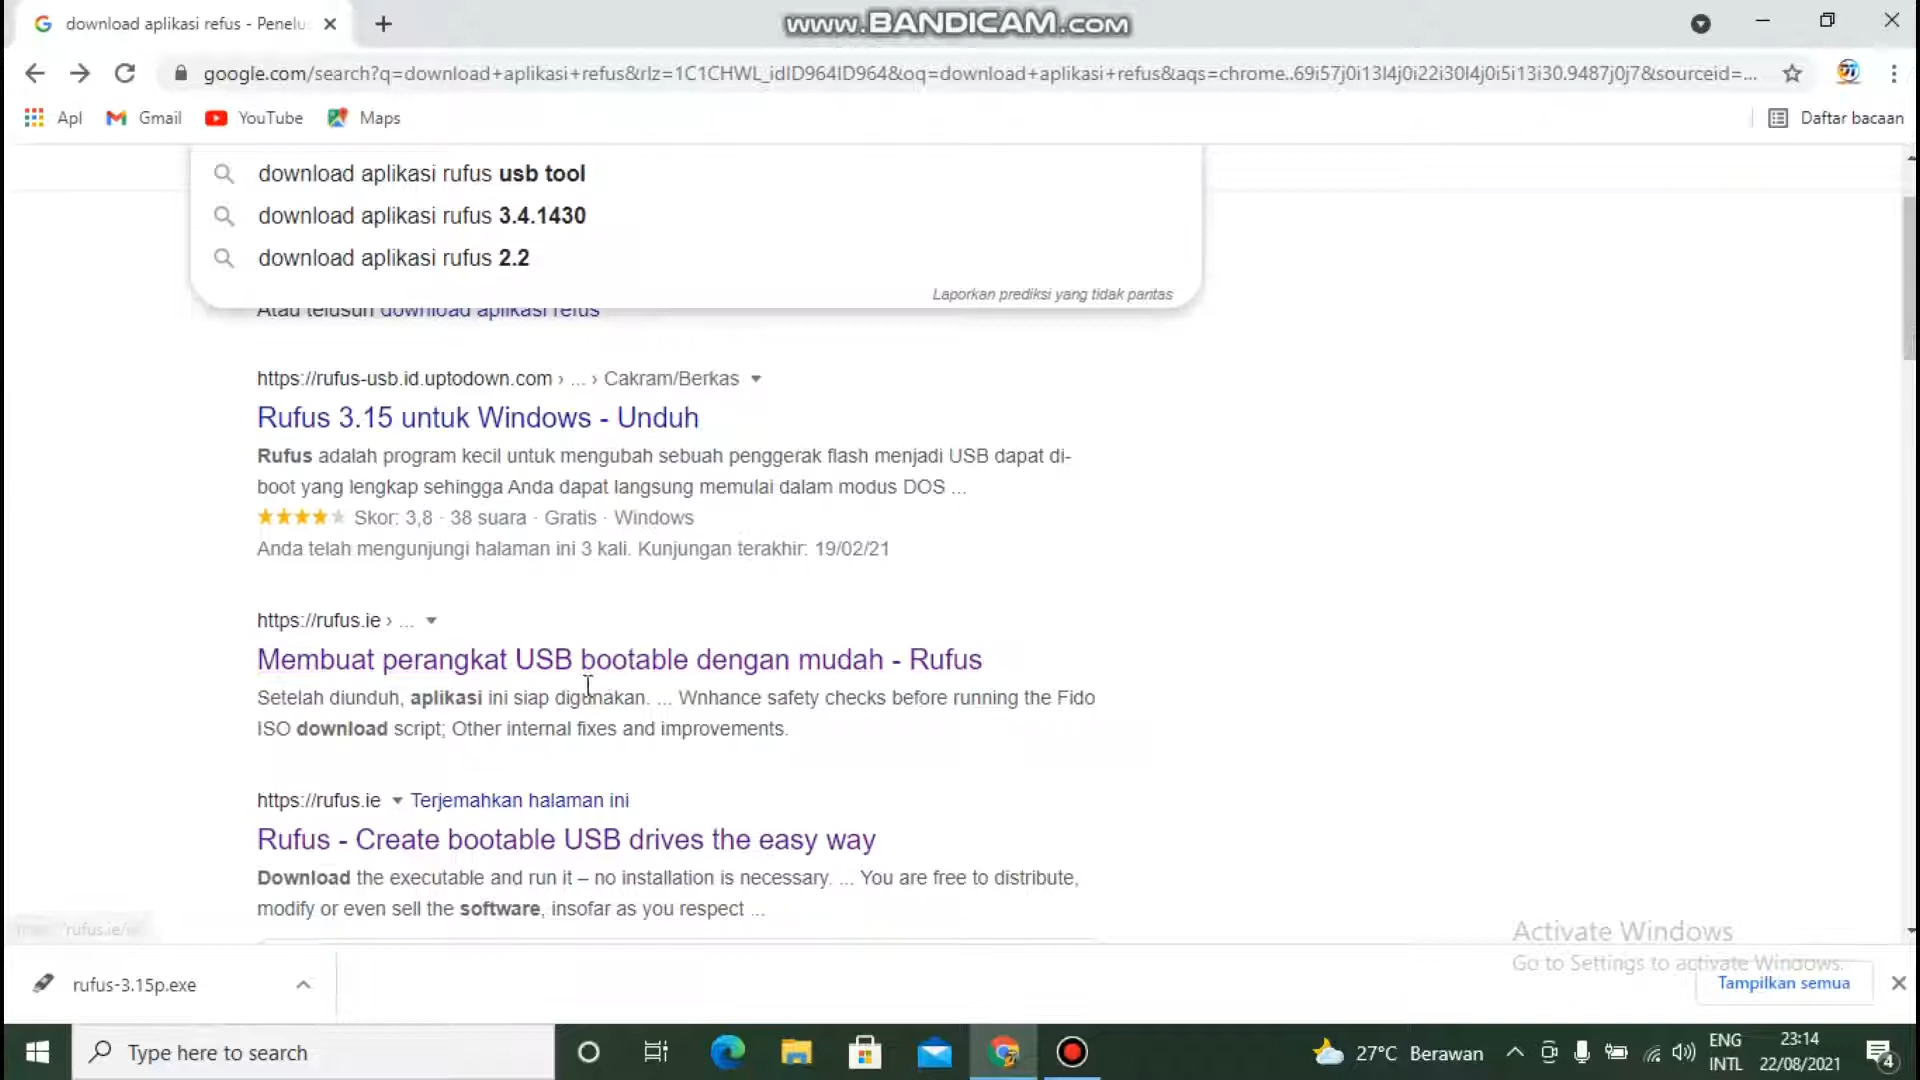 download aplikasi refus - Penelus
www.BANDICAM.com
google.com/search?q=download+aplikasi+refus&rlz=1C1CHWL_idID964ID964&oq=download+aplikasi+refus&aqs=chrome..69i57j0i13l4j0i22i30l4j0i5i13i30.9487j0j7&sourceid=...
Apl
Gmail
YouTube
Maps
Daftar bacaan
download aplikasi rufus usb tool
download aplikasi rufus 3.4.1430
download aplikasi rufus 2.2
Laporkan prediksi yang tidak pantas
Atau telusuri download aplikasi refus
https://rufus-usb.id.uptodown.com › ... › Cakram/Berkas
Rufus 3.15 untuk Windows - Unduh
Rufus adalah program kecil untuk mengubah sebuah penggerak flash menjadi USB dapat di-
boot yang lengkap sehingga Anda dapat langsung memulai dalam modus DOS ...
Skor: 3,8 · 38 suara · Gratis · Windows
Anda telah mengunjungi halaman ini 3 kali. Kunjungan terakhir: 19/02/21
https://rufus.ie › ...
Membuat perangkat USB bootable dengan mudah - Rufus
Setelah diunduh, aplikasi ini siap digunakan. ... Wnhance safety checks before running the Fido
ISO download script; Other internal fixes and improvements.
https://rufus.ie Terjemahkan halaman ini
Rufus - Create bootable USB drives the easy way
Download the executable and run it – no installation is necessary. ... You are free to distribute,
modify or even sell the software, insofar as you respect ...
rufus.ie/
Activate Windows
Go to Settings to activate Windows.
rufus-3.15p.exe
Tampilkan semua
Type here to search
27°C Berawan
ENG
INTL
23:14
22/08/2021
4